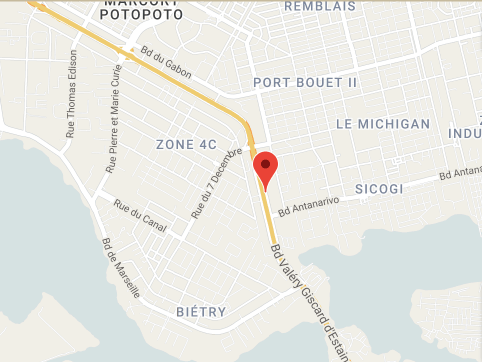 REMBLAIS
MARCORY
POTOPOTO
Bd du Gabon
Rue Thomas Edison
Rue Pierre et Marie Curie
PORT BOUET II
LE MICHIGAN
Z
INDU
ZONE 4C
Rue du 7 Decembre
SICOGI
Bd Antanarivo
Bd Antana
Rue du Canal
Bd de Marseille
Bd Valéry Giscard d'Estain
BIÉTRY